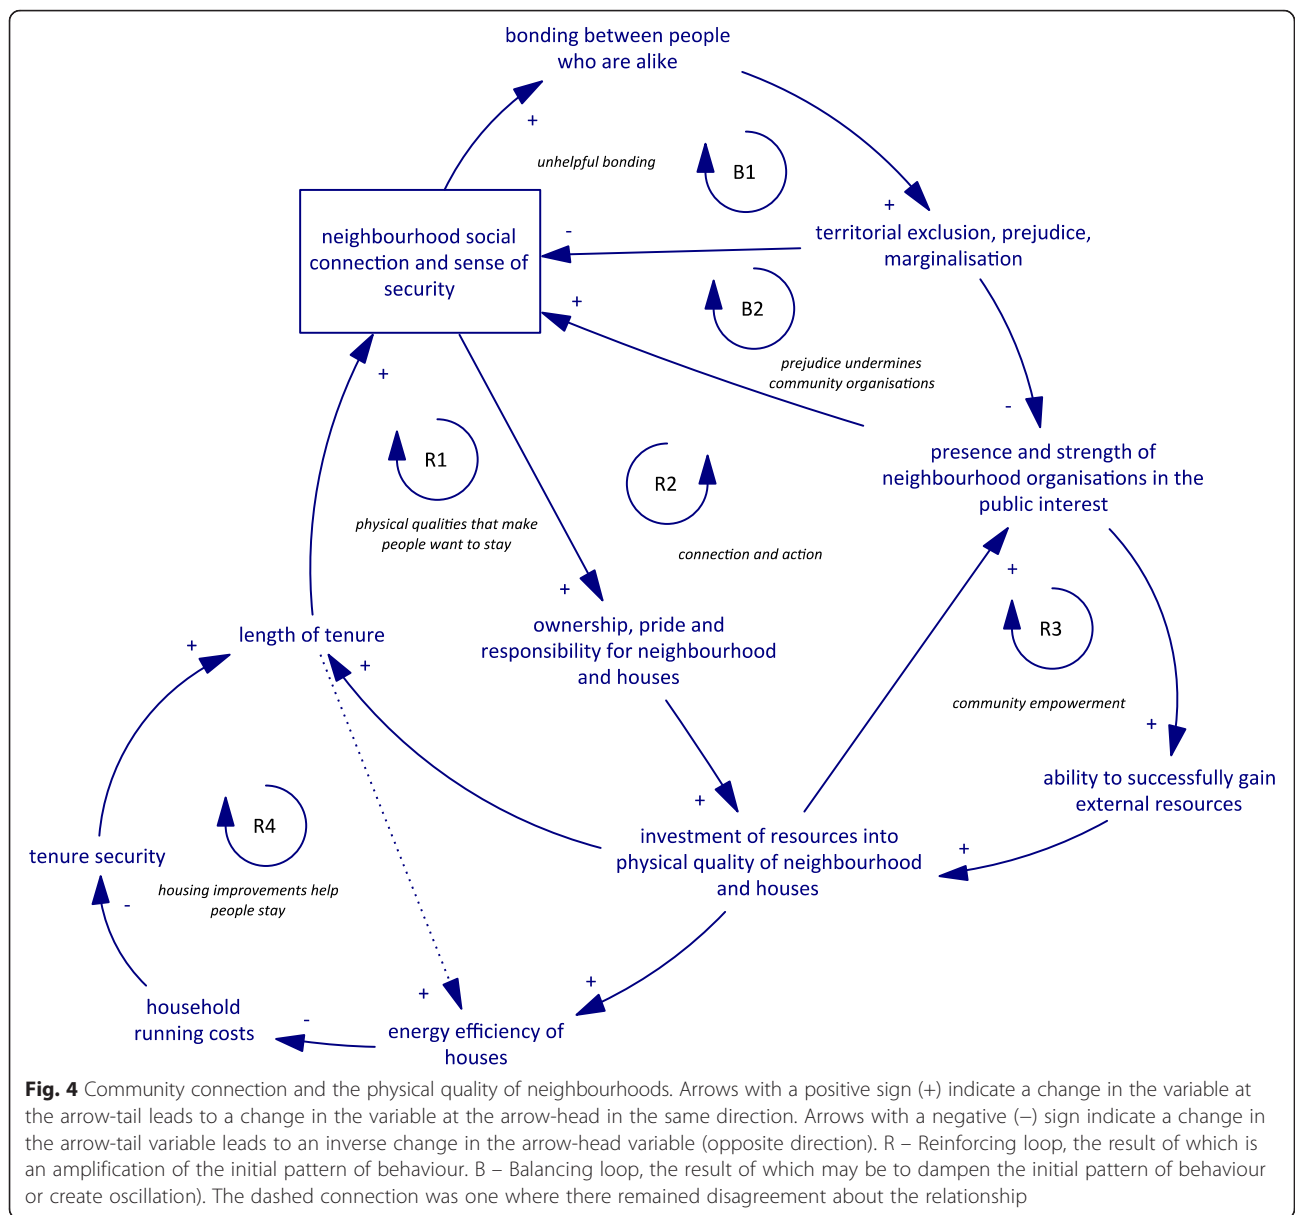 bonding between people
who are alike
+
unhelpful bonding
B1
+
-
territorial exclusion, prejudice,
marginalisation
neighbourhood social
connection and sense of
security
+
B2
prejudice undermines
community organisations
+
-
R1
R2
presence and strength of
neighbourhood organisations in the
public interest
physical qualities that make
people want to stay
connection and action
+
+
R3
length of tenure
+
+
ownership, pride and
responsibility for neighbourhood
and houses
community empowerment
+
ability to successfully gain
external resources
+
+
R4
investment of resources into
physical quality of neighbourhood
and houses
tenure security
housing improvements help
people stay
-
+
+
household
running costs
-
energy efficiency of
houses
Fig. 4 Community connection and the physical quality of neighbourhoods. Arrows with a positive sign (+) indicate a change in the variable at
the arrow-tail leads to a change in the variable at the arrow-head in the same direction. Arrows with a negative (−) sign indicate a change in
the arrow-tail variable leads to an inverse change in the arrow-head variable (opposite direction). R – Reinforcing loop, the result of which is
an amplification of the initial pattern of behaviour. B – Balancing loop, the result of which may be to dampen the initial pattern of behaviour
or create oscillation). The dashed connection was one where there remained disagreement about the relationship